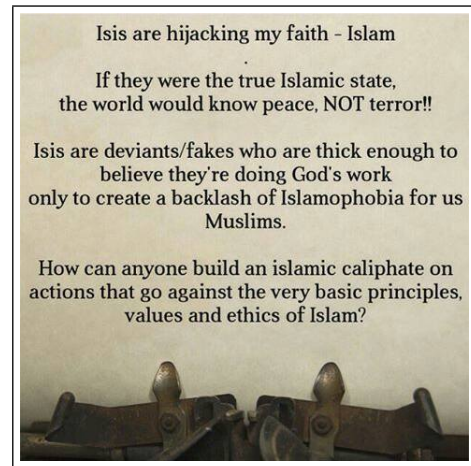 Isis are hijacking my faith - Islam
.
If they were the true Islamic state,
the world would know peace, NOT terror!!
Isis are deviants/fakes who are thick enough to
believe they're doing God's work
only to create a backlash of Islamophobia for us
Muslims.
How can anyone build an islamic caliphate on
actions that go against the very basic principles,
values and ethics of Islam?